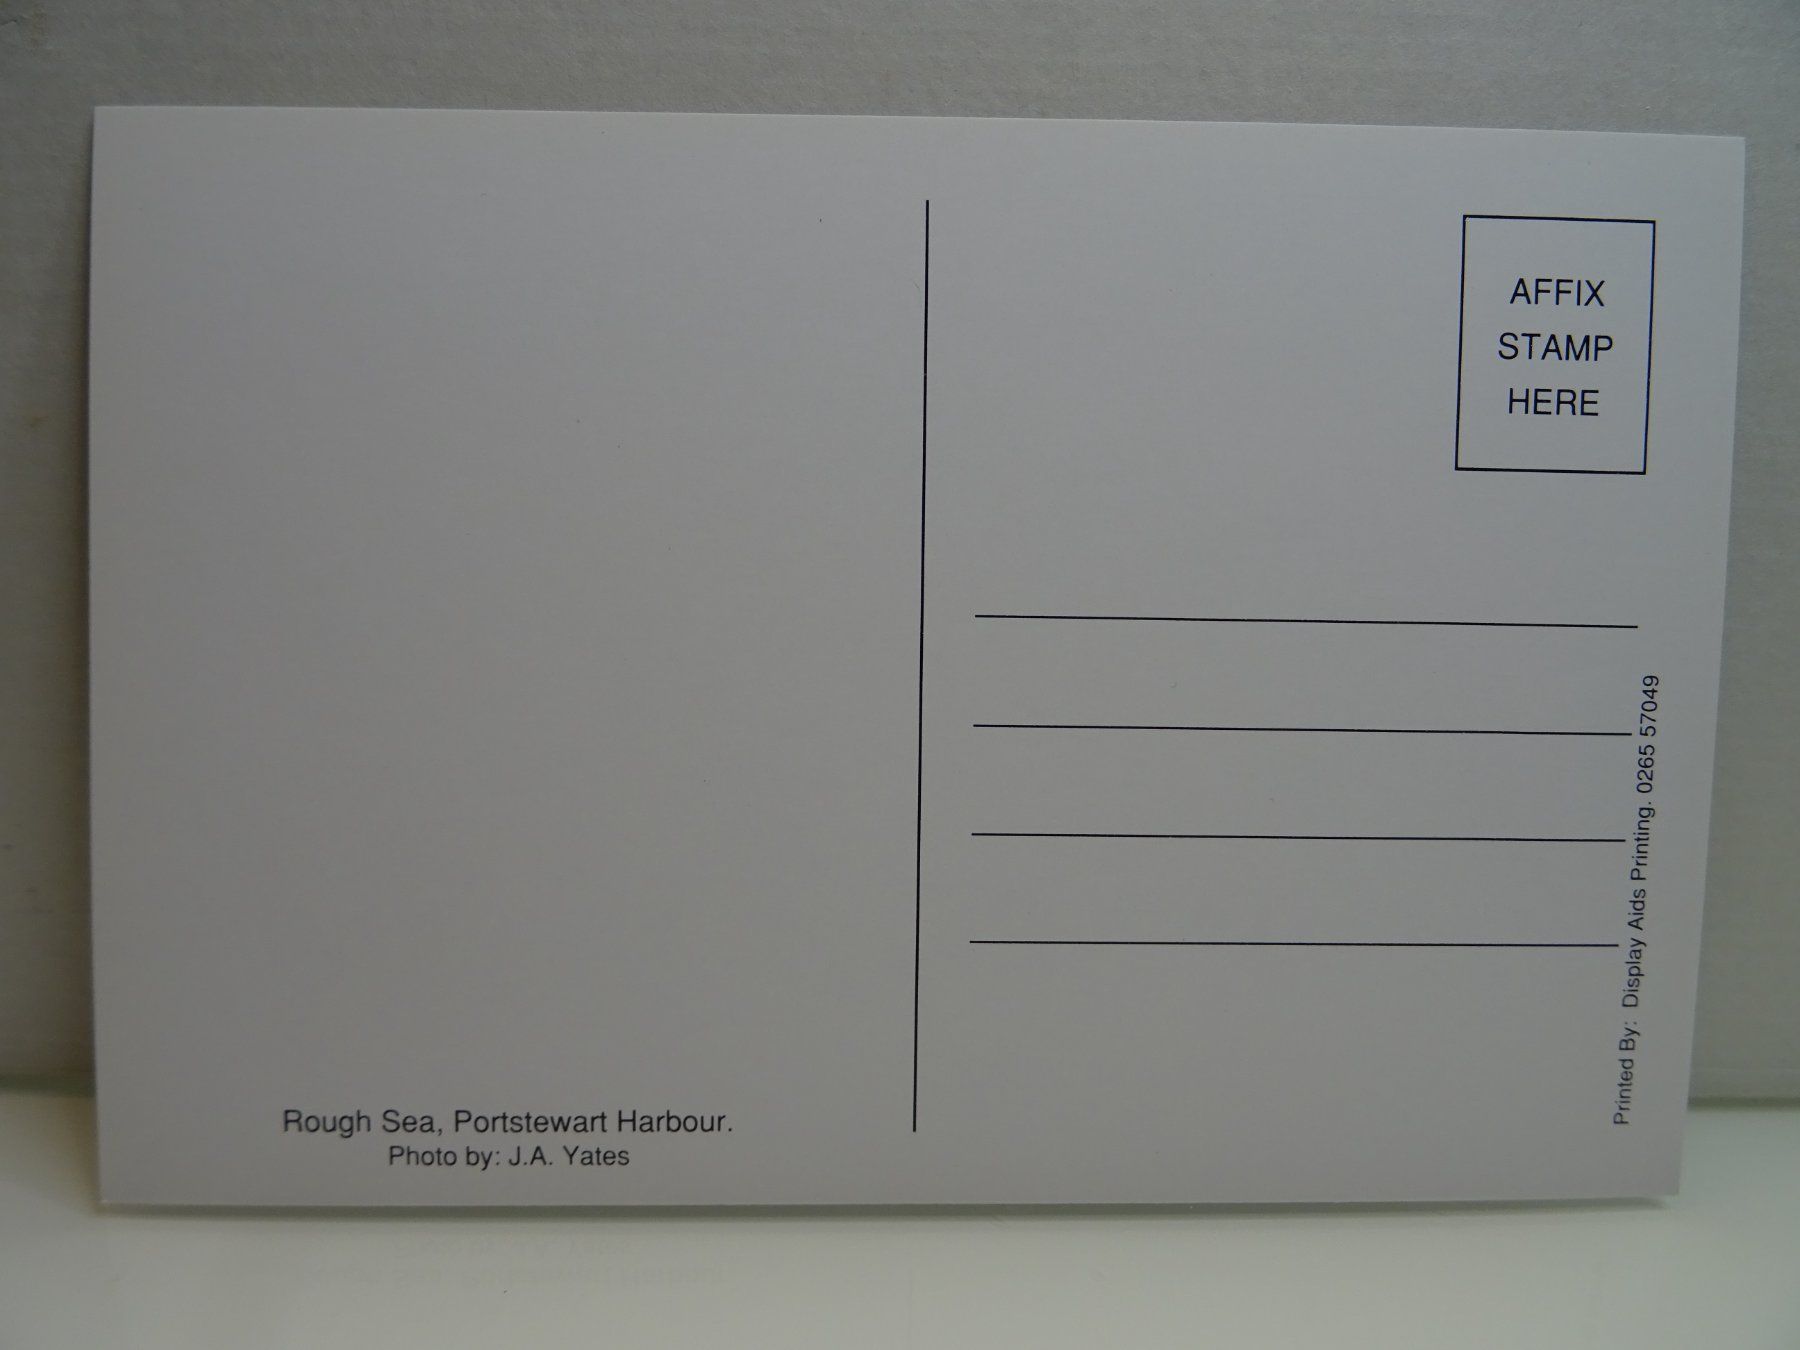 AFFIX
STAMP
HERE
Printed By: Display Aids Printing. 0265 57049
Rough Sea, Portstewart Harbour.
Photo by: J.A. Yates